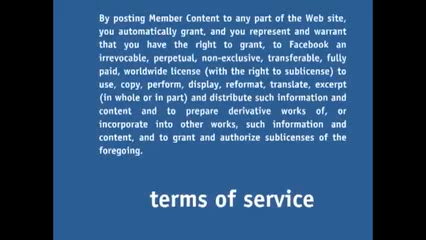 By posting Member Content to any part of the Web site,
you automatically grant, and you represent and warrant
that you have the right to grant, to Facebook an
irrevocable, perpetual, non-exclusive, transferable, fully
paid, worldwide license (with the right to sublicense) to
use, copy, perform, display, reformat, translate, excerpt
(in whole or in part) and distribute such information and
content and to prepare derivative works of, or
incorporate into other works, such information and
content, and to grant and authorize sublicenses of the
foregoing.
terms of service